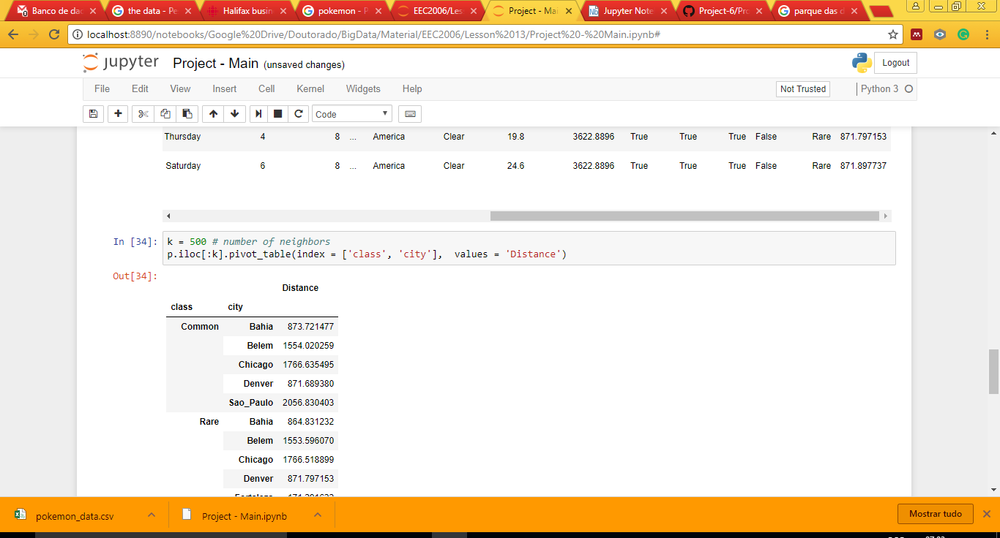 Banco de dad
the data - Pe
Halifax busin
pokemon - P
EEC2006/Les
Project - Mai
Jupyter Note
Project-6/Pro
parque das d
localhost:8890/notebooks/Google%20Drive/Doutorado/BigData/Material/EEC2006/Lesson%2013/Project%20-%20Main.ipynb#
jupyter Project - Main (unsaved changes) Logout
File Edit View Insert Cell Kernel Widgets Help Not Trusted Python 3
Code
Thursday 4 8 ... America Clear 19.8 3622.8896 True True True False Rare 871.797153
Saturday 6 8 ... America Clear 24.6 3622.8896 True True True False Rare 871.897737
In [34]: k = 500 # number of neighbors
p.iloc[:k].pivot_table(index = ['class', 'city'],  values = 'Distance')
Out[34]:
Distance
class city
Common Bahia 873.721477
Belem 1554.020259
Chicago 1766.635495
Denver 871.689380
Sao_Paulo 2056.830403
Rare Bahia 864.831232
Belem 1553.596070
Chicago 1766.518899
Denver 871.797153
pokemon_data.csv
Project - Main.ipynb
Mostrar tudo